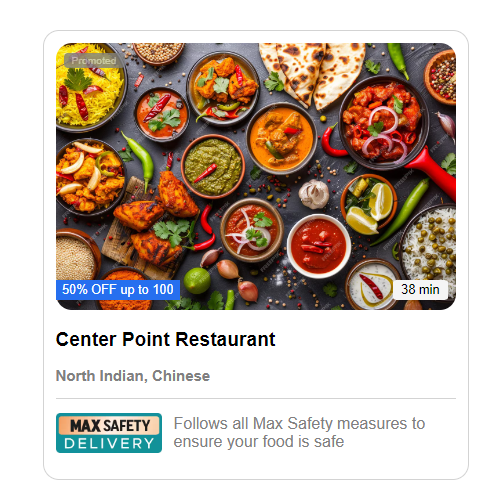 Promoted
50% OFF up to 100
38 min
Center Point Restaurant
North Indian, Chinese
MAX SAFETY
DELIVERY
Follows all Max Safety measures to
ensure your food is safe